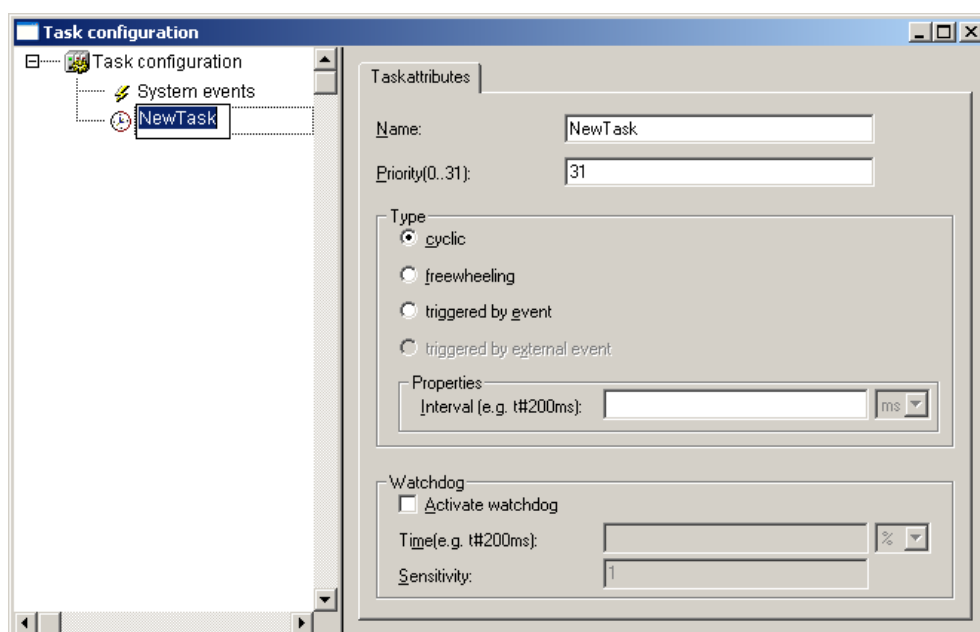 Task configuration
Task configuration
System events
NewTask
Taskattributes
Name: NewTask
Priority(0..31): 31
Type
cyclic
freewheeling
triggered by event
triggered by external event
Properties
Interval (e.g. t#200ms): ms
Watchdog
Activate watchdog
Time(e.g. t#200ms): %
Sensitivity: 1